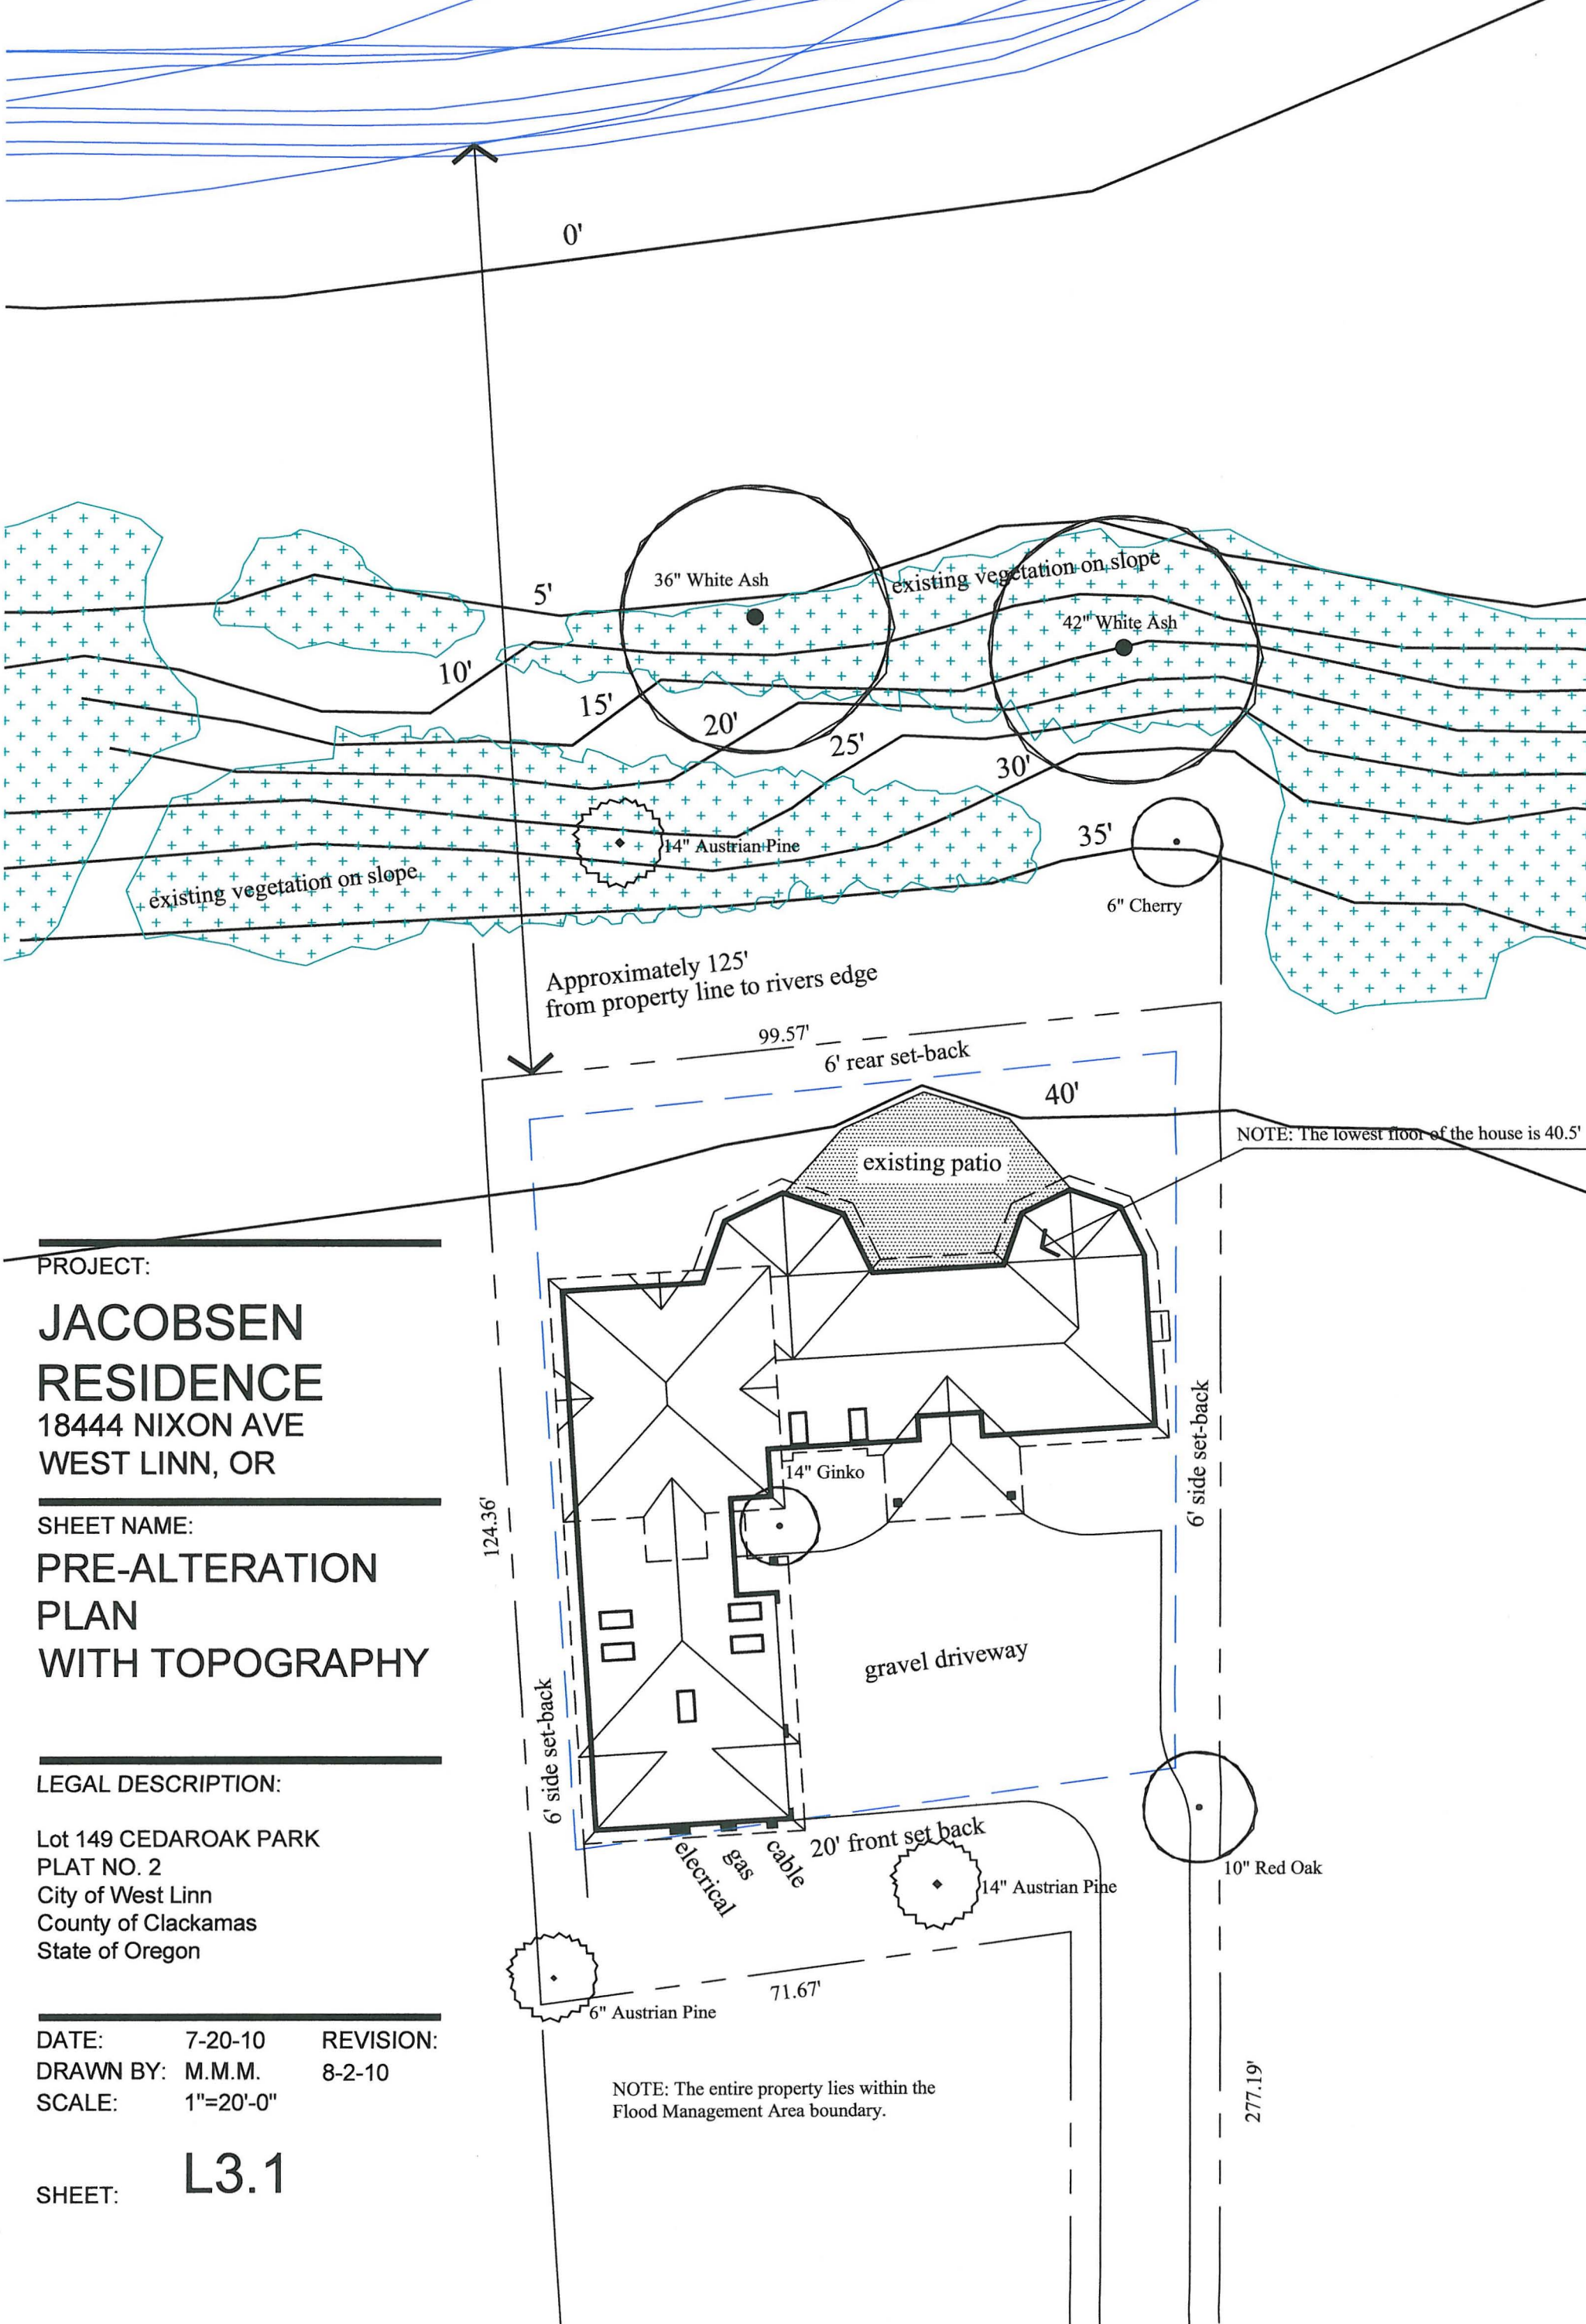 0'
36" White Ash
existing vegetation on slope
5'
42" White Ash
10'
15'
20'
25'
30'
35'
14" Austrian Pine
existing vegetation on slope
6" Cherry
Approximately 125'
from property line to rivers edge
99.57'
6' rear set-back
40'
NOTE: The lowest floor of the house is 40.5'
existing patio
PROJECT:
JACOBSEN
RESIDENCE
18444 NIXON AVE
WEST LINN, OR
SHEET NAME:
PRE-ALTERATION
PLAN
WITH TOPOGRAPHY
LEGAL DESCRIPTION:
Lot 149 CEDAROAK PARK
PLAT NO. 2
City of West Linn
County of Clackamas
State of Oregon
DATE: 7-20-10 REVISION:
DRAWN BY: M.M.M. 8-2-10
SCALE: 1"=20'-0"
SHEET: L3.1
124.36'
6' side set-back
14" Ginko
6' side set-back
gravel driveway
elecrical
gas
cable
20' front set back
14" Austrian Pine
10" Red Oak
71.67'
6" Austrian Pine
NOTE: The entire property lies within the
Flood Management Area boundary.
277.19'